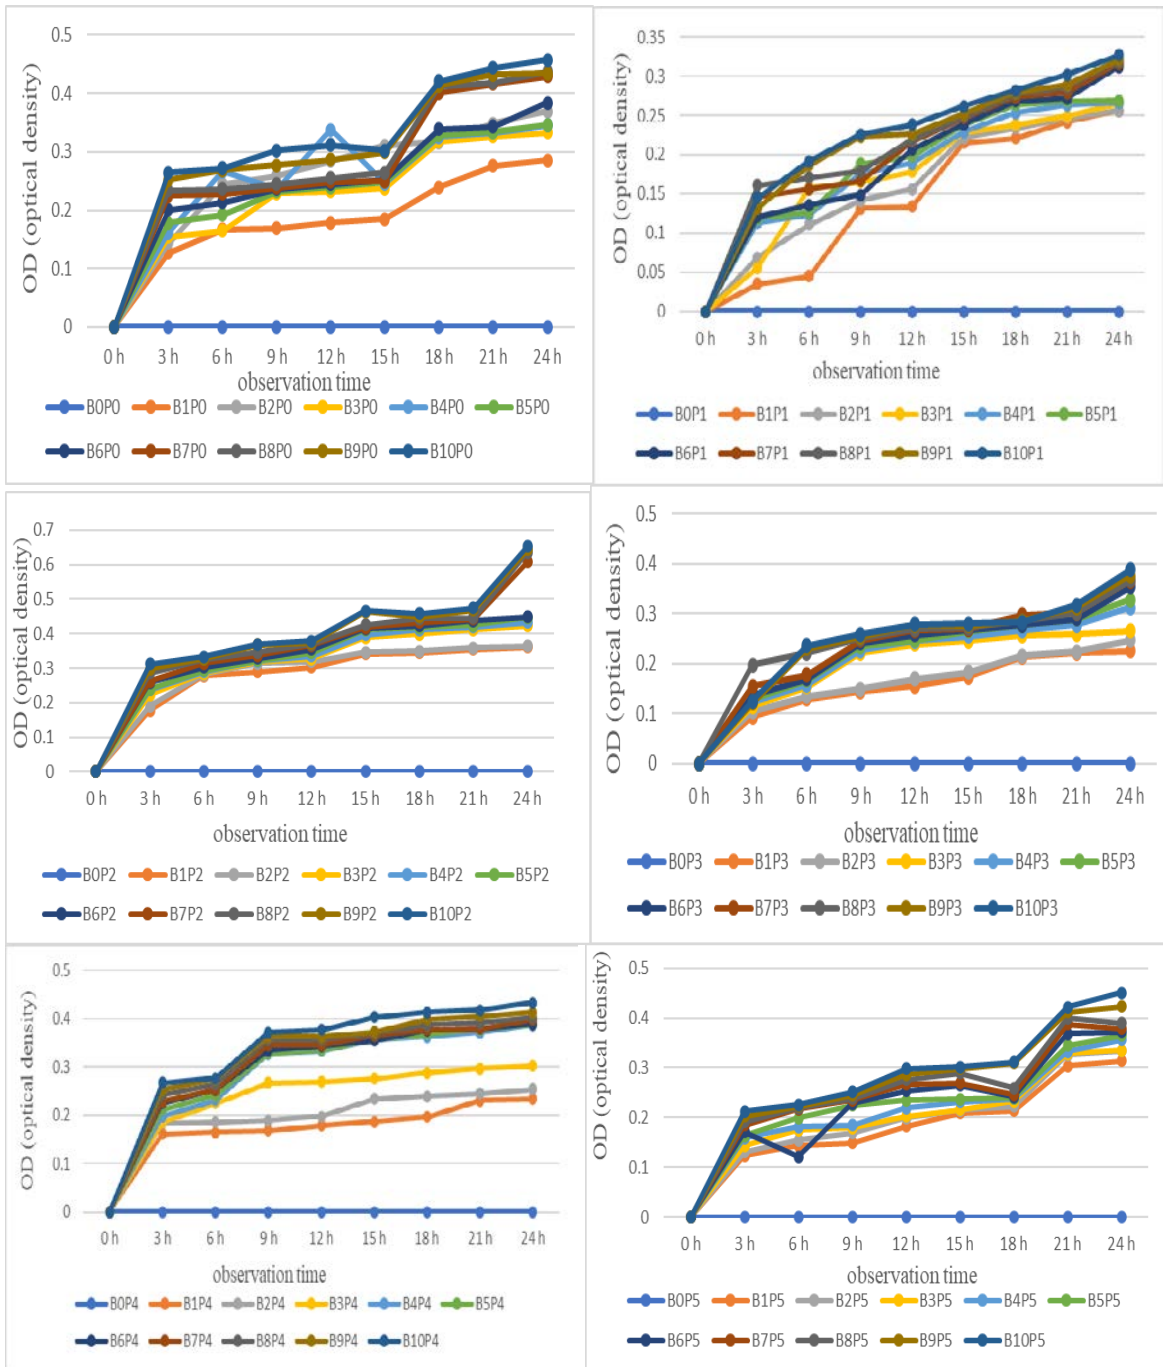 0.5
0.4
0.3
0.2
0.1
0
OD (optical density)
0 h 3 h 6 h 9 h 12 h 15 h 18 h 21 h 24 h
observation time
B0P0 B1P0 B2P0 B3P0 B4P0 B5P0
B6P0 B7P0 B8P0 B9P0 B10P0
0.35
0.3
0.25
0.2
0.15
0.1
0.05
0
OD (optical density)
0 h 3 h 6 h 9 h 12 h 15 h 18 h 21 h 24 h
observation time
B0P1 B1P1 B2P1 B3P1 B4P1 B5P1
B6P1 B7P1 B8P1 B9P1 B10P1
0.7
0.6
0.5
0.4
0.3
0.2
0.1
0
OD (optical density)
0 h 3 h 6 h 9 h 12 h 15 h 18 h 21 h 24 h
observation time
B0P2 B1P2 B2P2 B3P2 B4P2 B5P2
B6P2 B7P2 B8P2 B9P2 B10P2
0.5
0.4
0.3
0.2
0.1
0
OD (optical density)
0 h 3 h 6 h 9 h 12 h 15 h 18 h 21 h 24 h
observation time
B0P3 B1P3 B2P3 B3P3 B4P3 B5P3
B6P3 B7P3 B8P3 B9P3 B10P3
0.5
0.4
0.3
0.2
0.1
0
OD (optical density)
0 h 3 h 6 h 9 h 12 h 15 h 18 h 21 h 24 h
observation time
B0P4 B1P4 B2P4 B3P4 B4P4 B5P4
B6P4 B7P4 B8P4 B9P4 B10P4
0.5
0.4
0.3
0.2
0.1
0
OD (optical density)
0 h 3 h 6 h 9 h 12 h 15 h 18 h 21 h 24 h
observation time
B0P5 B1P5 B2P5 B3P5 B4P5 B5P5
B6P5 B7P5 B8P5 B9P5 B10P5